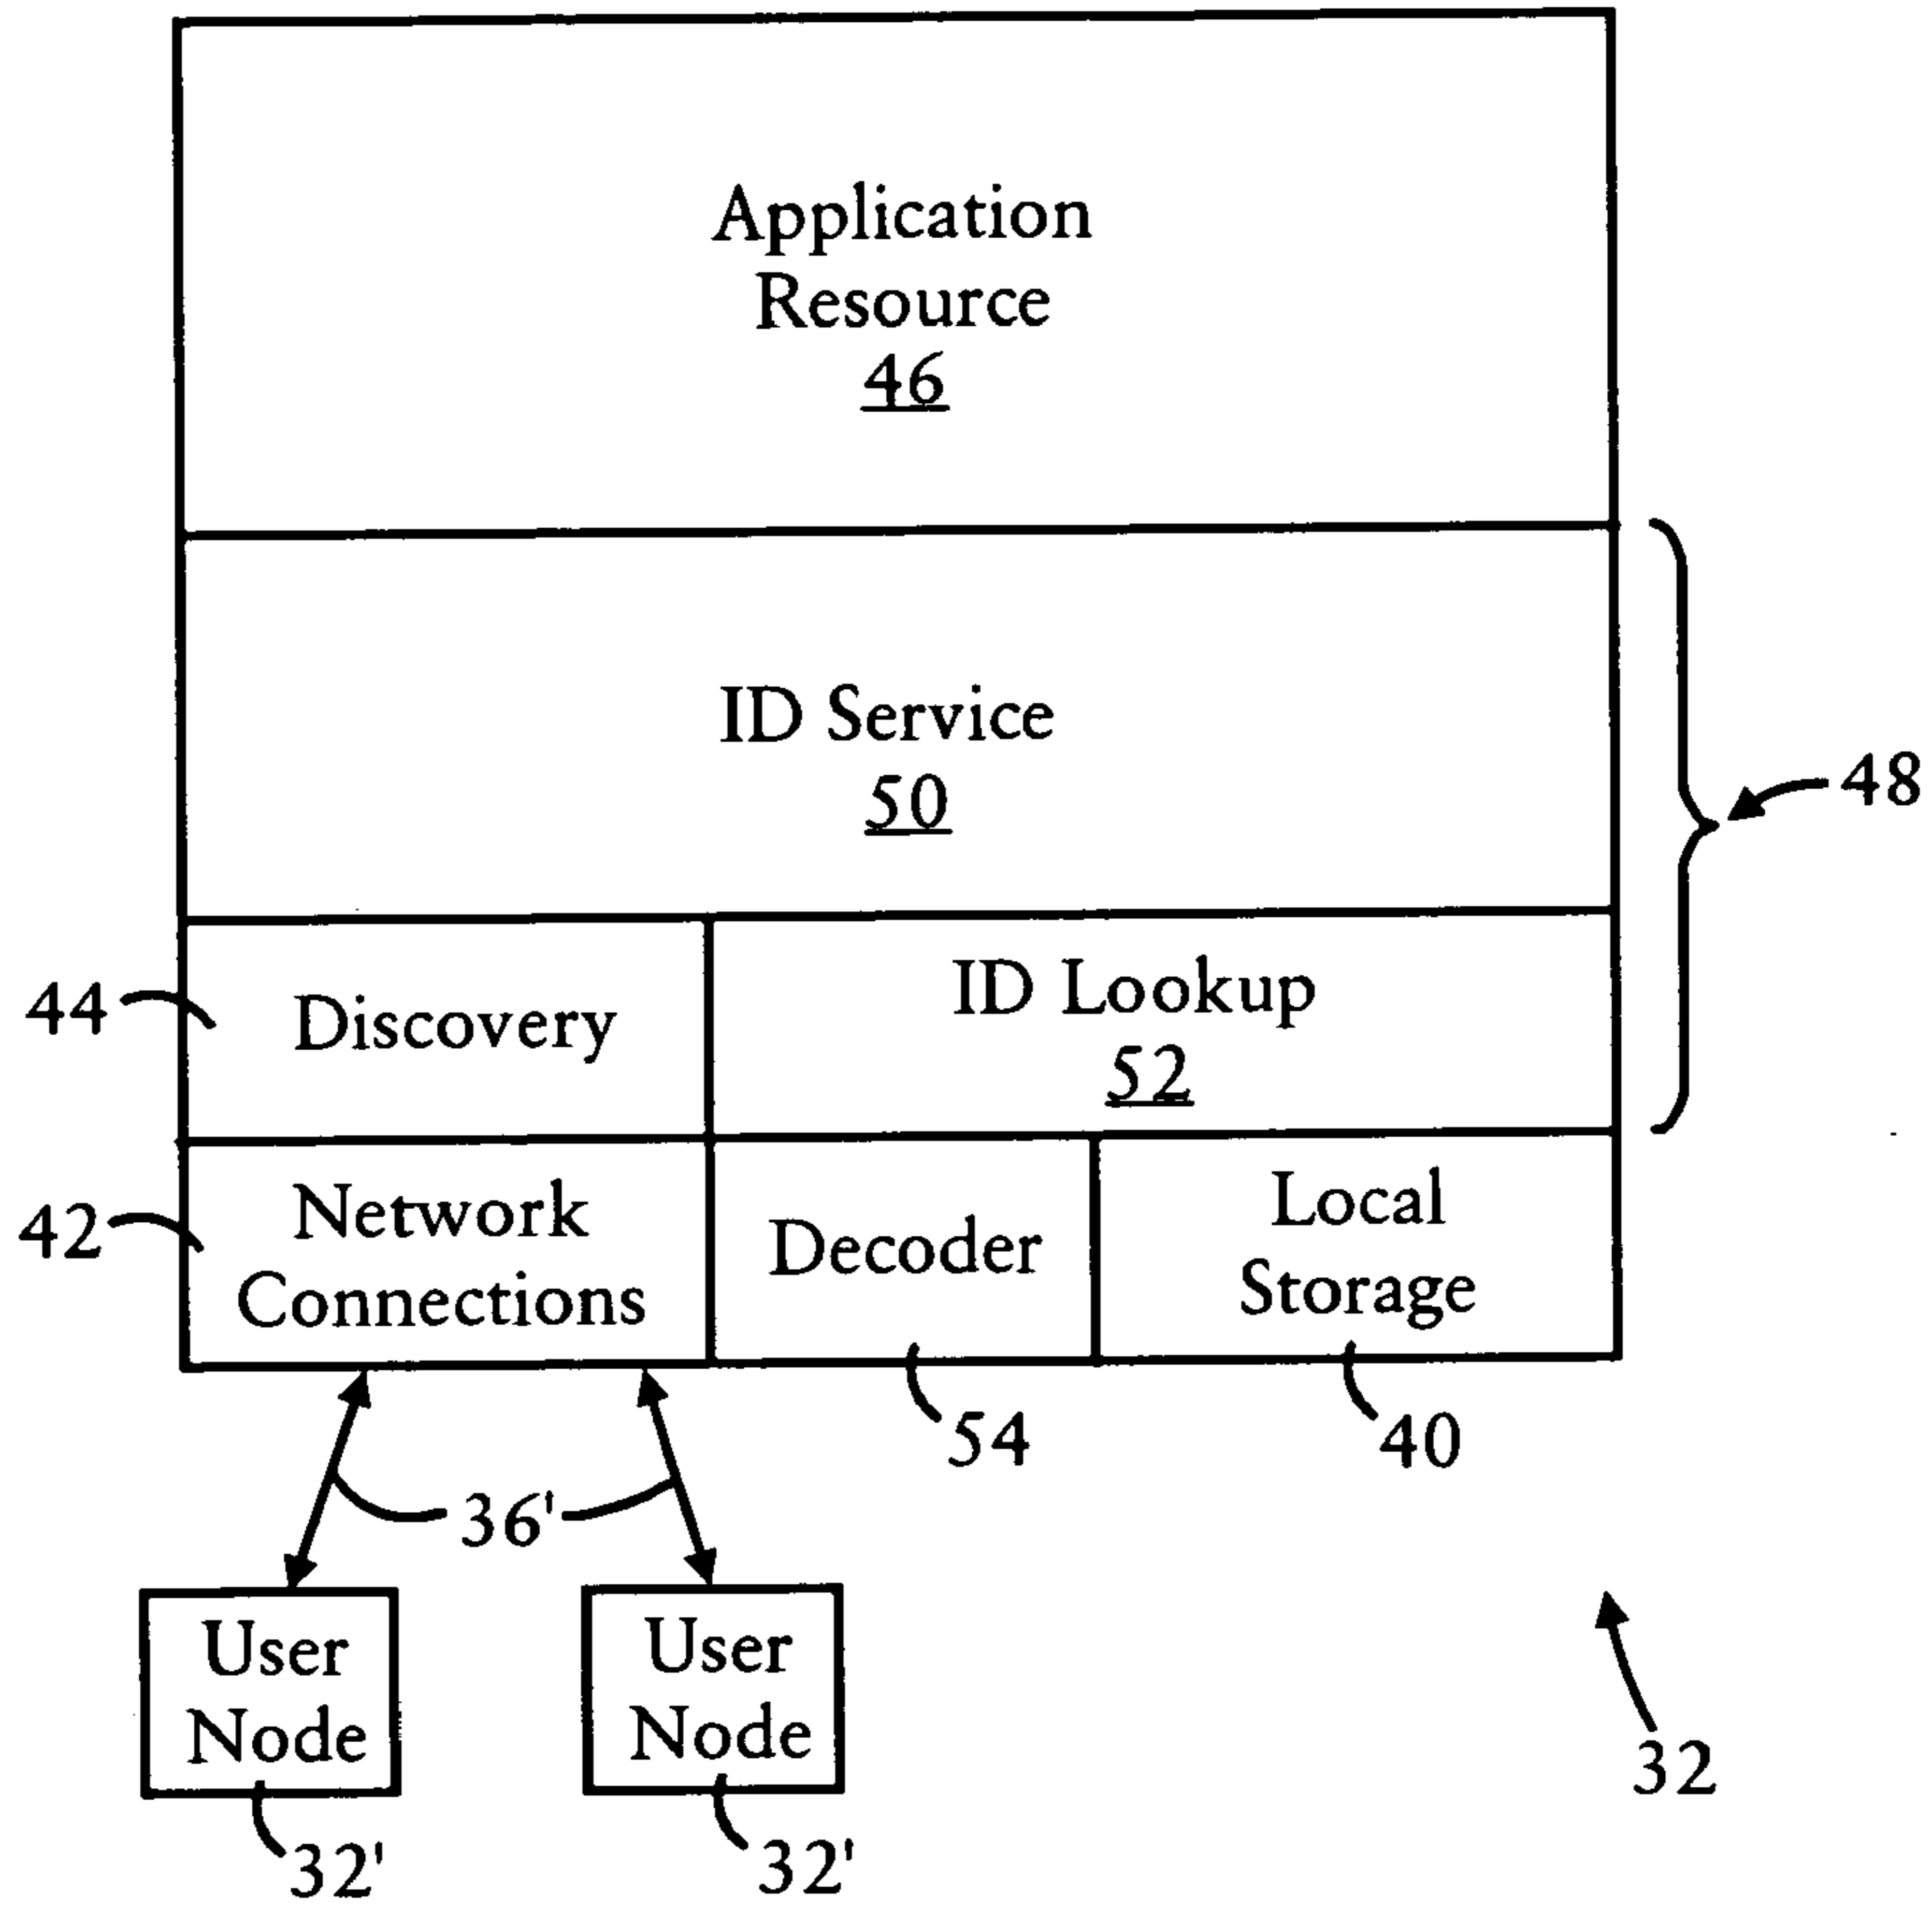 Application
Resource
46
ID Service
50
48
44
Discovery
ID Lookup
52
42
Network
Connections
Decoder
Local
Storage
54
40
36'
User
Node
User
Node
32
32'
32'